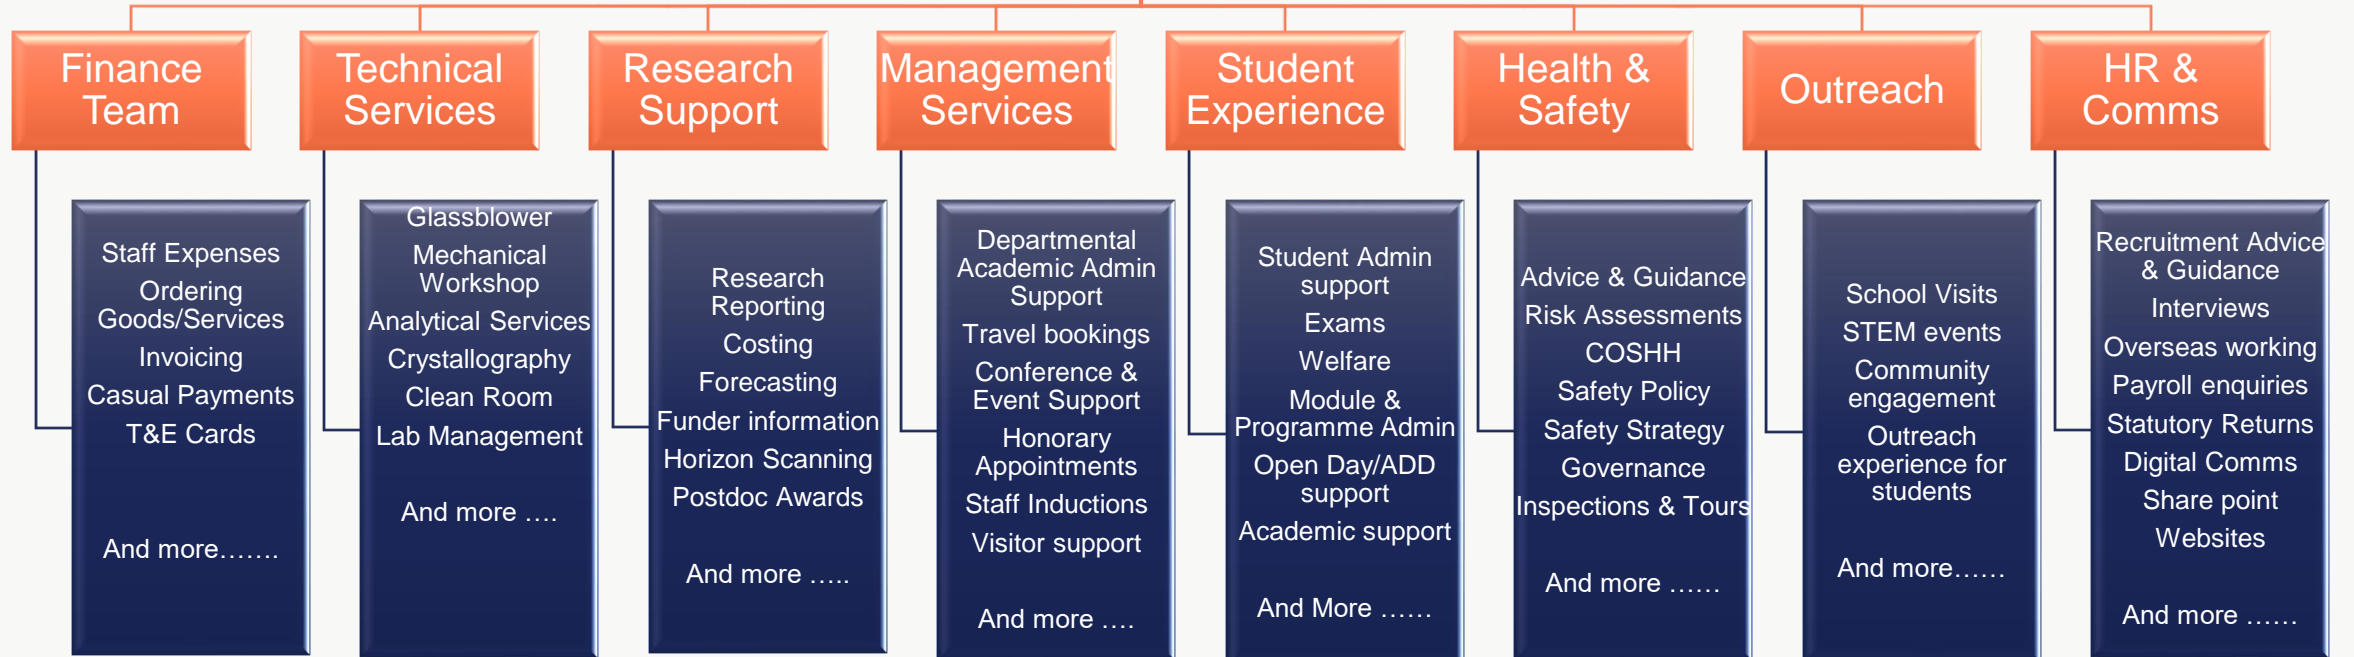 Finance
Team
Staff Expenses
Ordering
Goods/Services
Invoicing
Casual Payments
T&E Cards
And more…….
Technical
Services
Glassblower
Mechanical
Workshop
Analytical Services
Crystallography
Clean Room
Lab Management
And more ….
Research
Support
Research
Reporting
Costing
Forecasting
Funder information
Horizon Scanning
Postdoc Awards
And more …..
Management
Services
Departmental
Academic Admin
Support
Travel bookings
Conference &
Event Support
Honorary
Appointments
Staff Inductions
Visitor support
And more ….
Student
Experience
Student Admin
support
Exams
Welfare
Module &
Programme Admin
Open Day/ADD
support
Academic support
And More ……
Health &
Safety
Advice & Guidance
Risk Assessments
COSHH
Safety Policy
Safety Strategy
Governance
Inspections & Tours
And more ……
Outreach
School Visits
STEM events
Community
engagement
Outreach
experience for
students
And more……
HR &
Comms
Recruitment Advice
& Guidance
Interviews
Overseas working
Payroll enquiries
Statutory Returns
Digital Comms
Share point
Websites
And more ……